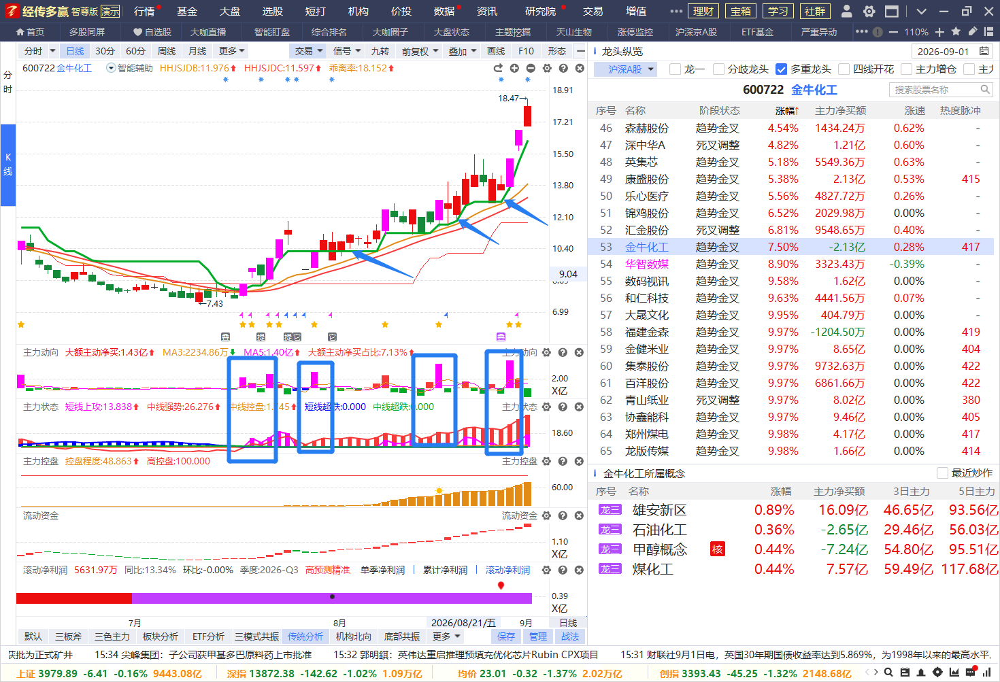 经传多赢 智尊版 演示 行情 基金 大盘 选股 短打 机构 价投 数据 资讯 研究院 交易 增值 ••• 理财 宝箱 学习 社群
首页 多股同屏 自选股 大咖直播 智能盯盘 综合排名 大咖圈子 大盘状态 主题挖掘 天山生物 涨停监控 沪深京A股 ETF基金 严重异动 ••• 110%
分时 日线 30分 60分 周线 月线 更多 交易 信号 九转 前复权 叠加 画线 F10 形态
600722 金牛化工 智能辅助 HHJSJDB:11.976 HHJSJDC:11.597 乖离率:18.152
分时
K线
18.47→
18.91
17.21
15.50
13.80
12.10
10.40
9.04
6.99
←7.43
叠 提 提 它 它 叠
主力动向 大额主动净买:1.43亿 MA3:2234.86万 MA5:1.40亿 大额主动净买占比:7.13% 主力动向
2.00
X亿
主力状态 短线上攻:13.838 中线强势:26.276 中线控盘:1.745 短线超跌:0.000 中线超跌:0.000 主力状态
18.60
主力控盘 控盘程度:48.863 高控盘:100.000 主力控盘
60.00
流动资金 流动资金
1.10
X亿
滚动净利润 5631.97万 同比:13.34% 环比:-0.00% 季度:2026-Q3 高预测精准 单季净利润 累计净利润 滚动净利润
0.39
X亿
7月 8月 2026/08/21/五 9月 日线
默认 三板斧 三色主力 板块分析 ETF分析 三模式共振 传统分析 机构北向 底部共振 更多 保存 管理 战法
龙头纵览 2026-09-01
沪深A股 龙一 分歧龙头 多重龙头 四线开花 主力增仓 主力
600722 金牛化工 搜索股票名称
序号 名称 阶段状态 涨幅↑ 主力净买额 涨速 热度脉冲
46 森赫股份 趋势金叉 4.54% 1434.24万 0.62% -
47 深中华A 死叉调整 4.82% 1.21亿 0.60% -
48 英集芯 趋势金叉 5.18% 5549.36万 0.63% -
49 康盛股份 趋势金叉 5.38% 2.13亿 0.53% 415
50 乐心医疗 趋势金叉 5.56% 4827.72万 0.26% -
51 锦鸡股份 趋势金叉 6.52% 2029.98万 0.00% -
52 汇金股份 死叉调整 6.81% 9548.65万 0.40% -
53 金牛化工 趋势金叉 7.50% -2.13亿 0.28% 417
54 华智数媒 趋势金叉 8.90% 3323.43万 -0.39% -
55 数码视讯 趋势金叉 9.58% 1.62亿 0.00% -
56 和仁科技 趋势金叉 9.63% 4441.56万 0.07% -
57 大晟文化 趋势金叉 9.95% 404.79万 0.00% -
58 福建金森 趋势金叉 9.97% -1204.50万 0.00% 419
59 金健米业 趋势金叉 9.97% 8.65亿 0.00% 404
60 集泰股份 趋势金叉 9.97% 9732.63万 0.00% 422
61 百洋股份 趋势金叉 9.97% 6861.66万 0.00% 422
62 青山纸业 死叉调整 9.97% 8.02亿 0.00% 380
63 协鑫能科 趋势金叉 9.97% 9.46亿 0.00% 405
64 郑州煤电 趋势金叉 9.98% 4.17亿 0.00% 417
65 龙版传媒 趋势金叉 9.98% 1.66亿 0.00% 414
金牛化工所属概念 最近炒作
序号 名称 涨幅 主力净买额 3日主力 5日主力
龙三 雄安新区 0.89% 16.09亿 46.65亿 93.56亿
龙三 石油化工 0.36% -2.65亿 29.46亿 56.03亿
龙三 甲醇概念 核 0.44% -7.24亿 54.80亿 95.51亿
龙三 煤化工 0.44% 7.57亿 59.49亿 117.68亿
获批为正式矿井 15:34 尖峰集团：子公司获甲基多巴原料药上市批准 15:32 郭明錤：英伟达重启推理预填充优化芯片Rubin CPX项目 15:31 财联社9月1日电，英国30年期国债收益率达到5.869%，为1998年以来的最高水平，
上证 3979.89 -6.41 -0.16% 9443.08亿 深指 13872.38 -142.62 -1.02% 1.09万亿 均价 23.01 -0.32 -1.37% 2.02万亿 创指 3393.43 -45.25 -1.32% 2148.68亿